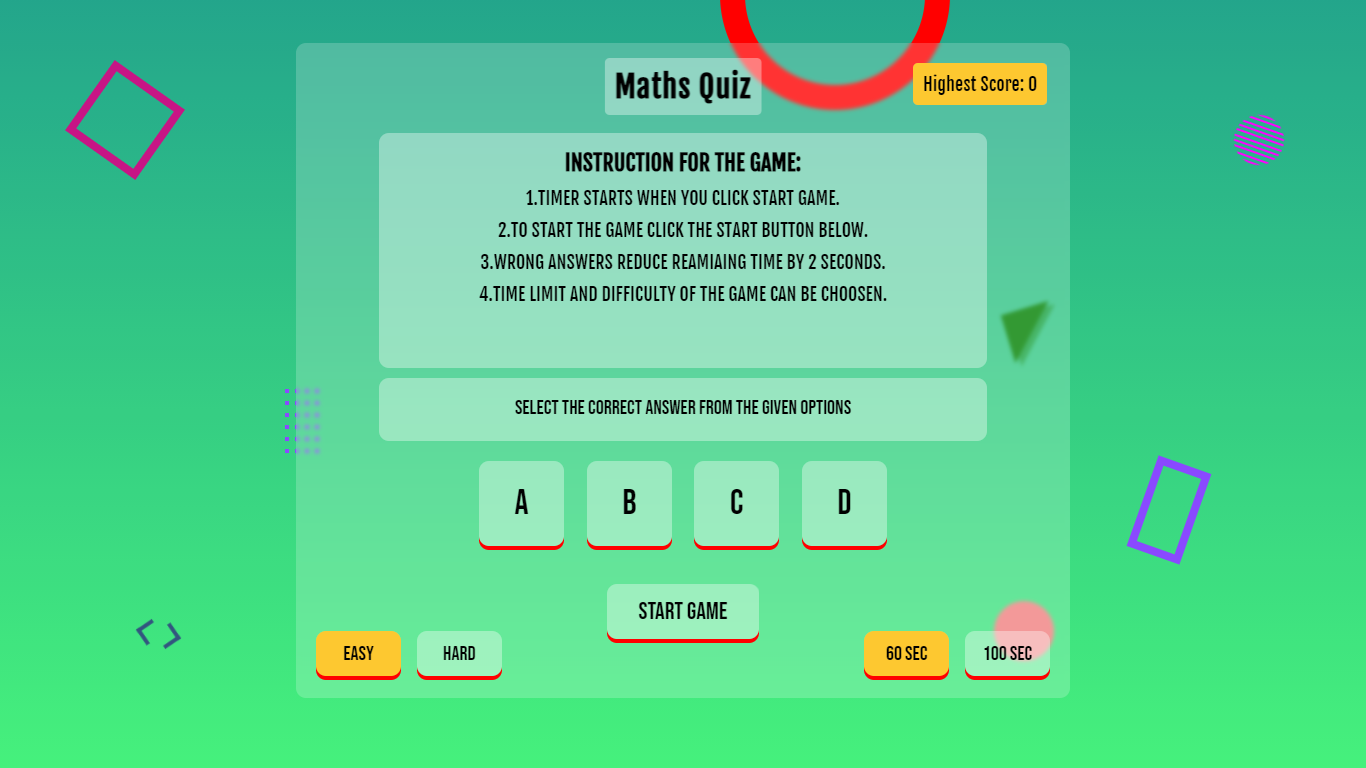 Maths Quiz
Highest Score: 0
INSTRUCTION FOR THE GAME:
1.TIMER STARTS WHEN YOU CLICK START GAME.
2.TO START THE GAME CLICK THE START BUTTON BELOW.
3.WRONG ANSWERS REDUCE REAMIAING TIME BY 2 SECONDS.
4.TIME LIMIT AND DIFFICULTY OF THE GAME CAN BE CHOOSEN.
SELECT THE CORRECT ANSWER FROM THE GIVEN OPTIONS
A B C D
START GAME
EASY HARD 60 SEC 100 SEC